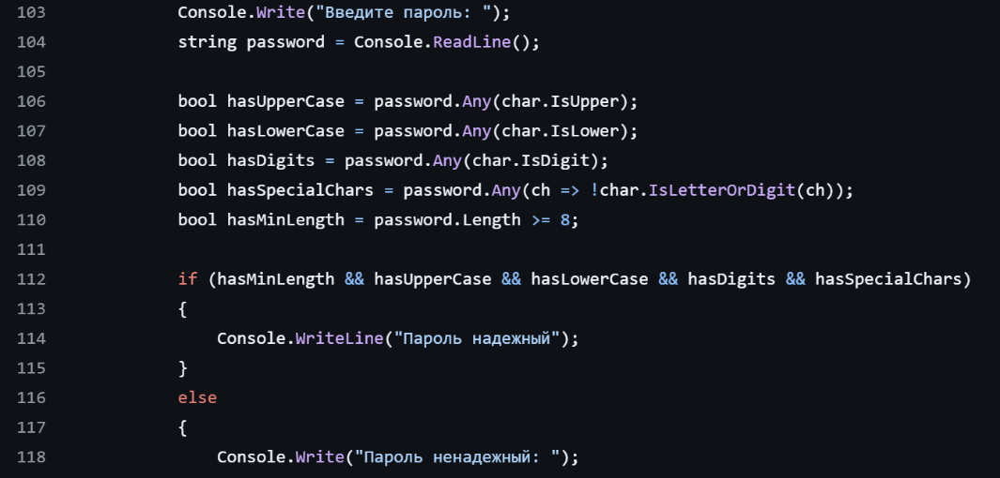 103 Console.Write("Введите пароль: ");
104 string password = Console.ReadLine();
105
106 bool hasUpperCase = password.Any(char.IsUpper);
107 bool hasLowerCase = password.Any(char.IsLower);
108 bool hasDigits = password.Any(char.IsDigit);
109 bool hasSpecialChars = password.Any(ch => !char.IsLetterOrDigit(ch));
110 bool hasMinLength = password.Length >= 8;
111
112 if (hasMinLength && hasUpperCase && hasLowerCase && hasDigits && hasSpecialChars)
113 {
114 Console.WriteLine("Пароль надежный");
115 }
116 else
117 {
118 Console.Write("Пароль ненадежный: ");